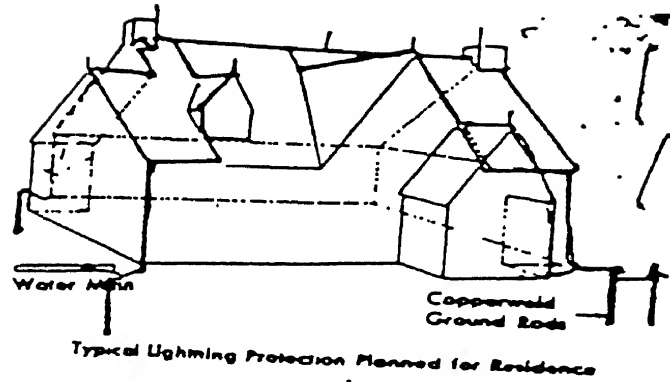 Water Main
Copperweld
Ground Rods
Typical Lightning Protection Planned for Residence